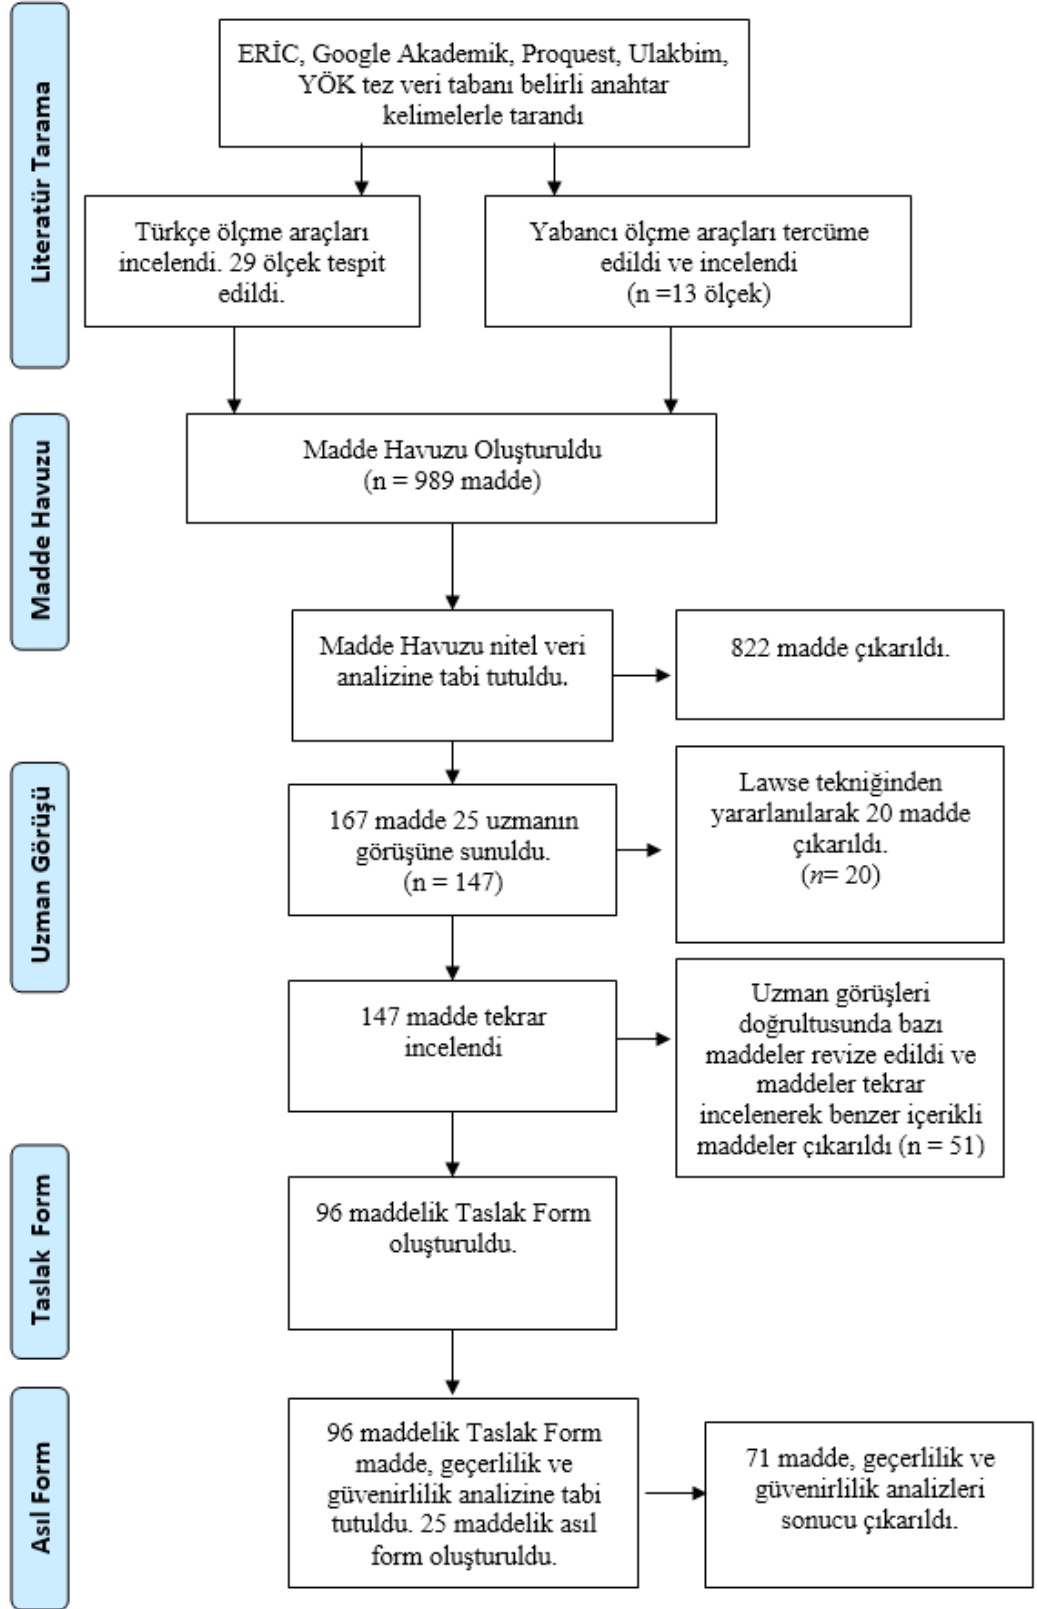 Literatür Tarama
ERİC, Google Akademik, Proquest, Ulakbim,
YÖK tez veri tabanı belirli anahtar
kelimelerle tarandı
Türkçe ölçme araçları
incelendi. 29 ölçek tespit
edildi.
Yabancı ölçme araçları tercüme
edildi ve incelendi
(n =13 ölçek)
Madde Havuzu
Madde Havuzu Oluşturuldu
(n = 989 madde)
Madde Havuzu nitel veri
analizine tabi tutuldu.
822 madde çıkarıldı.
Uzman Görüşü
167 madde 25 uzmanın
görüşüne sunuldu.
(n = 147)
Lawse tekniğinden
yararlanılarak 20 madde
çıkarıldı.
(n= 20)
147 madde tekrar
incelendi
Uzman görüşleri
doğrultusunda bazı
maddeler revize edildi ve
maddeler tekrar
incelenerek benzer içerikli
maddeler çıkarıldı (n = 51)
Taslak Form
96 maddelik Taslak Form
oluşturuldu.
Asıl Form
96 maddelik Taslak Form
madde, geçerlilik ve
güvenirlilik analizine tabi
tutuldu. 25 maddelik asıl
form oluşturuldu.
71 madde, geçerlilik ve
güvenirlilik analizleri
sonucu çıkarıldı.